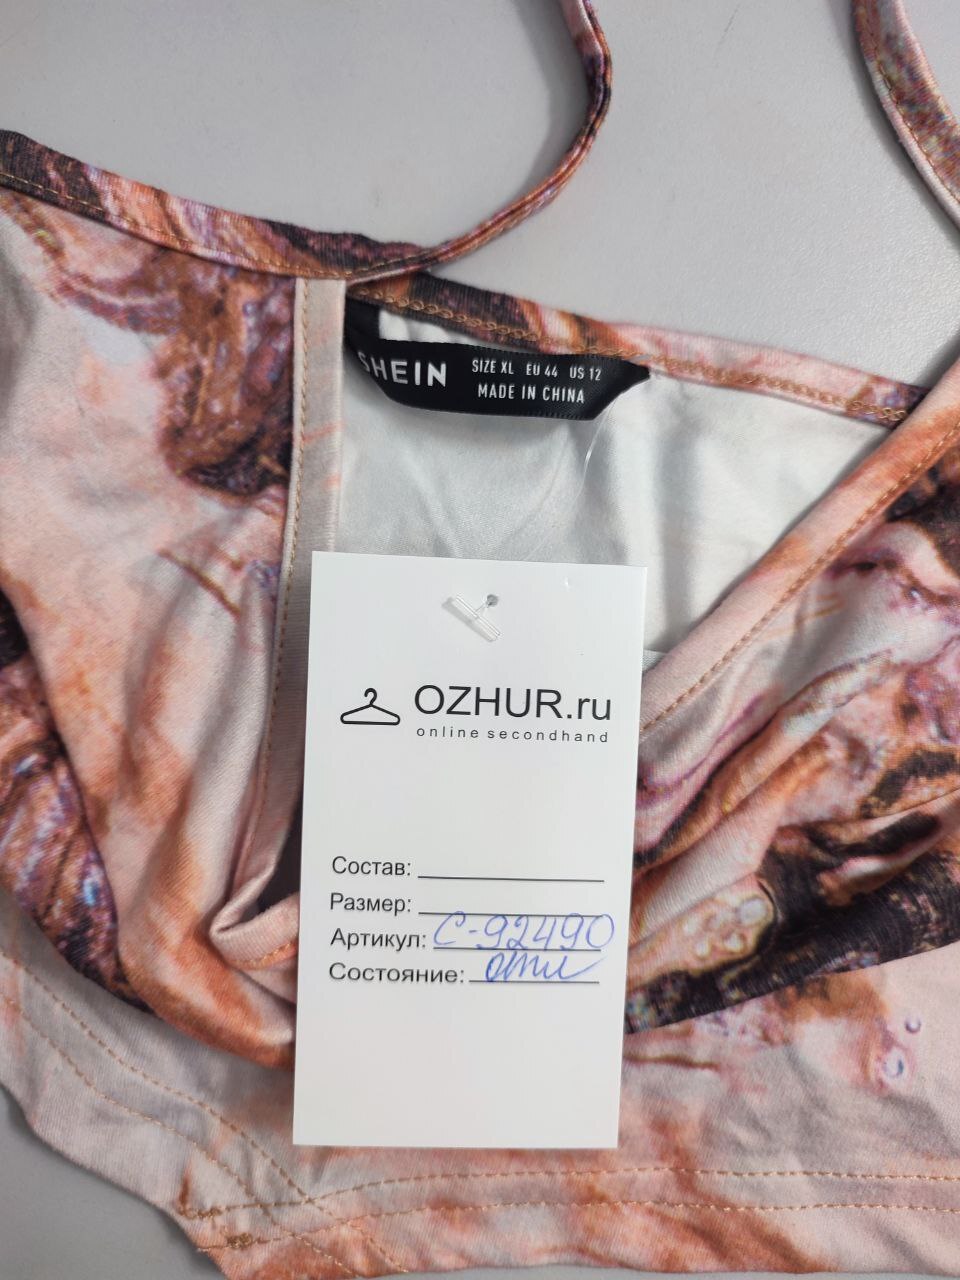 SHEIN
SIZE XL EU 44 US 12
MADE IN CHINA
OZHUR.ru
online secondhand
Состав:
Размер:
Артикул: С-92490
Состояние: отл